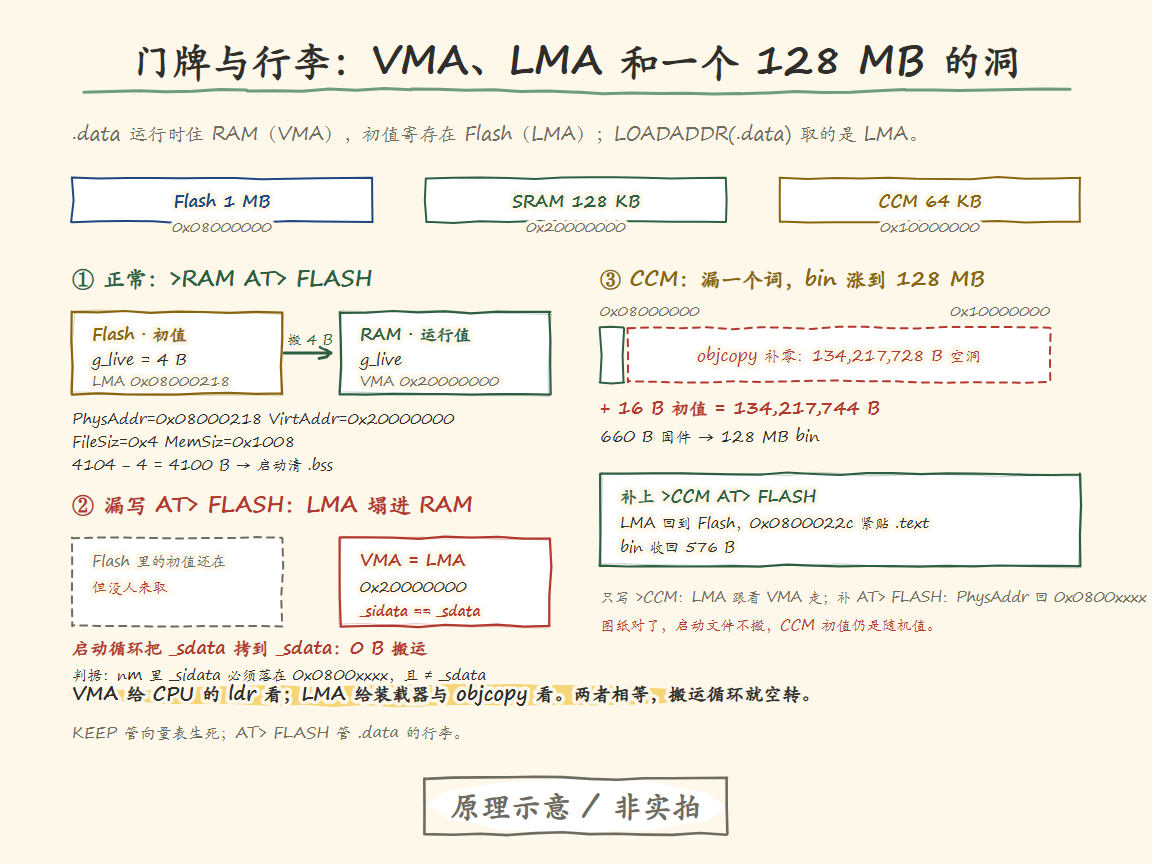 门牌与行李：VMA、LMA 和一个 128 MB 的洞
.data 运行时住 RAM（VMA），初值寄存在 Flash（LMA）；LOADADDR(.data) 取的是 LMA。
Flash 1 MB
0x08000000
SRAM 128 KB
0x20000000
CCM 64 KB
0x10000000
① 正常：>RAM AT> FLASH
Flash · 初值
g_live = 4 B
LMA 0x08000218
搬 4 B
RAM · 运行值
g_live
VMA 0x20000000
PhysAddr=0x08000218 VirtAddr=0x20000000
FileSiz=0x4 MemSiz=0x1008
4104 − 4 = 4100 B → 启动清 .bss
② 漏写 AT> FLASH：LMA 塌进 RAM
Flash 里的初值还在
但没人来取
VMA = LMA
0x20000000
_sidata == _sdata
启动循环把 _sdata 拷到 _sdata：0 B 搬运
判据：nm 里 _sidata 必须落在 0x0800xxxx，且 ≠ _sdata
③ CCM：漏一个词，bin 涨到 128 MB
0x08000000
0x10000000
objcopy 补零：134,217,728 B 空洞
+ 16 B 初值 = 134,217,744 B
660 B 固件 → 128 MB bin
补上 >CCM AT> FLASH
LMA 回到 Flash，0x0800022c 紧贴 .text
bin 收回 576 B
只写 >CCM：LMA 跟着 VMA 走；补 AT> FLASH：PhysAddr 回 0x0800xxxx
图纸对了，启动文件不搬，CCM 初值仍是随机值。
VMA 给 CPU 的 ldr 看；LMA 给装载器与 objcopy 看。两者相等，搬运循环就空转。
KEEP 管向量表生死；AT> FLASH 管 .data 的行李。
原理示意 / 非实拍